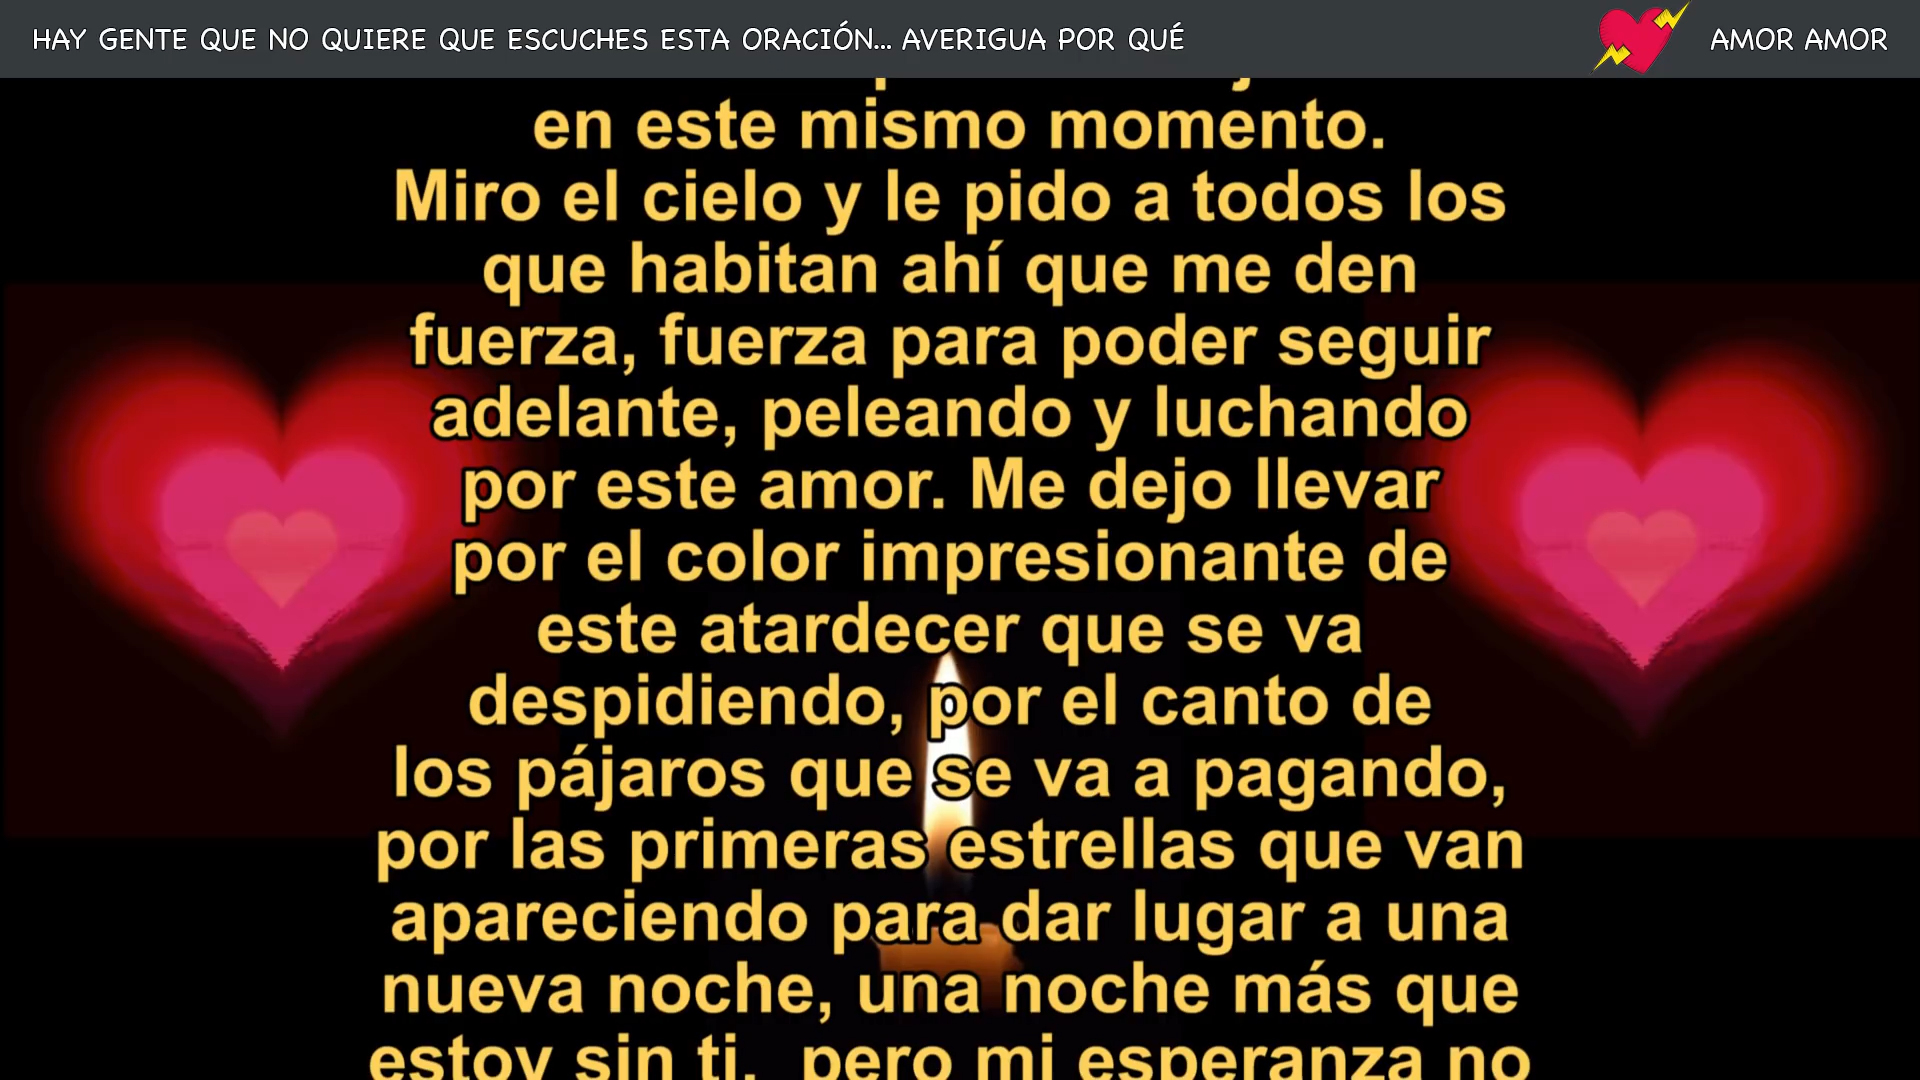 HAY GENTE QUE NO QUIERE QUE ESCUCHES ESTA ORACIÓN... AVERIGUA POR QUÉ
AMOR AMOR
en este mismo momento.
Miro el cielo y le pido a todos los
que habitan ahí que me den
fuerza, fuerza para poder seguir
adelante, peleando y luchando
por este amor. Me dejo llevar
por el color impresionante de
este atardecer que se va
despidiendo, por el canto de
los pájaros que se va a pagando,
por las primeras estrellas que van
apareciendo para dar lugar a una
nueva noche, una noche más que
estoy sin ti, pero mi esperanza no